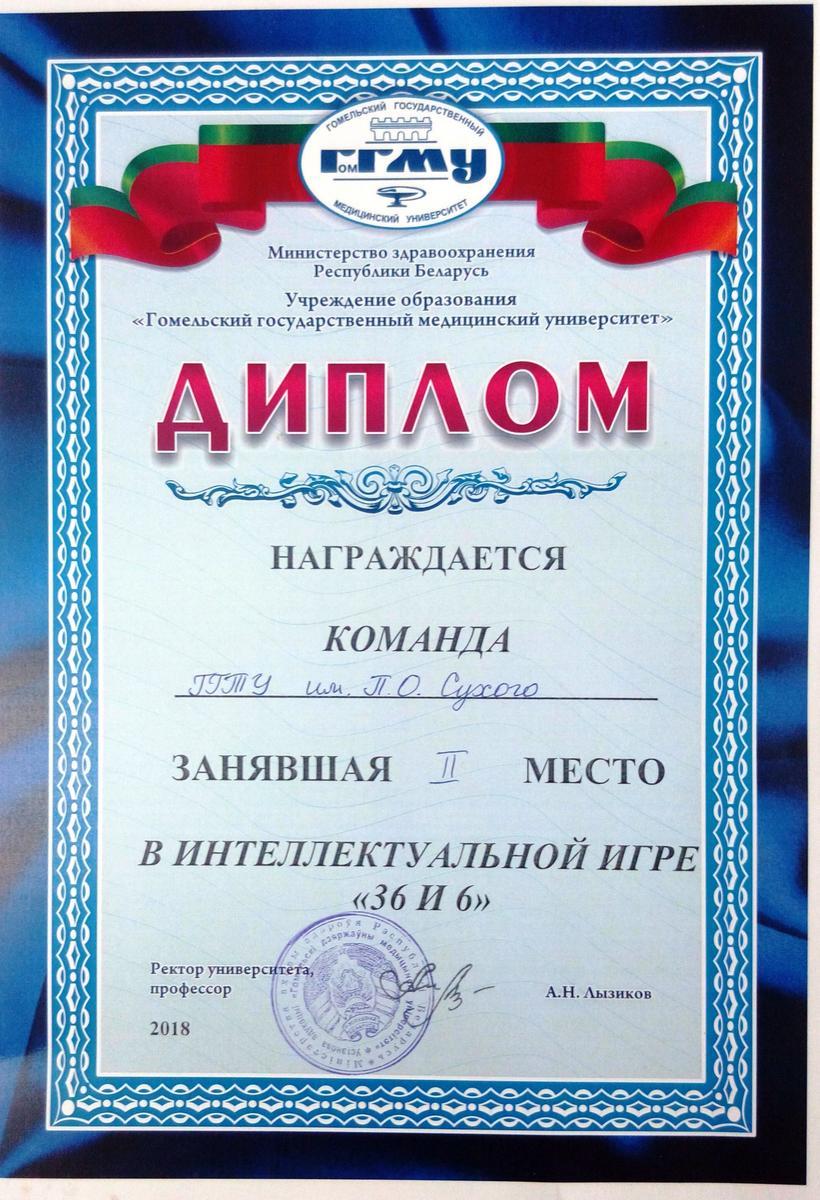 ГОМЕЛЬСКИЙ ГОСУДАРСТВЕННЫЙ
ГомГМУ
МЕДИЦИНСКИЙ УНИВЕРСИТЕТ
Министерство здравоохранения
Республики Беларусь
Учреждение образования
«Гомельский государственный медицинский университет»
ДИПЛОМ
НАГРАЖДАЕТСЯ
КОМАНДА
ГГТУ им. П.О. Сухого
ЗАНЯВШАЯ II МЕСТО
В ИНТЕЛЛЕКТУАЛЬНОЙ ИГРЕ
«36 И 6»
Ректор университета,
профессор
А.Н. Лызиков
2018